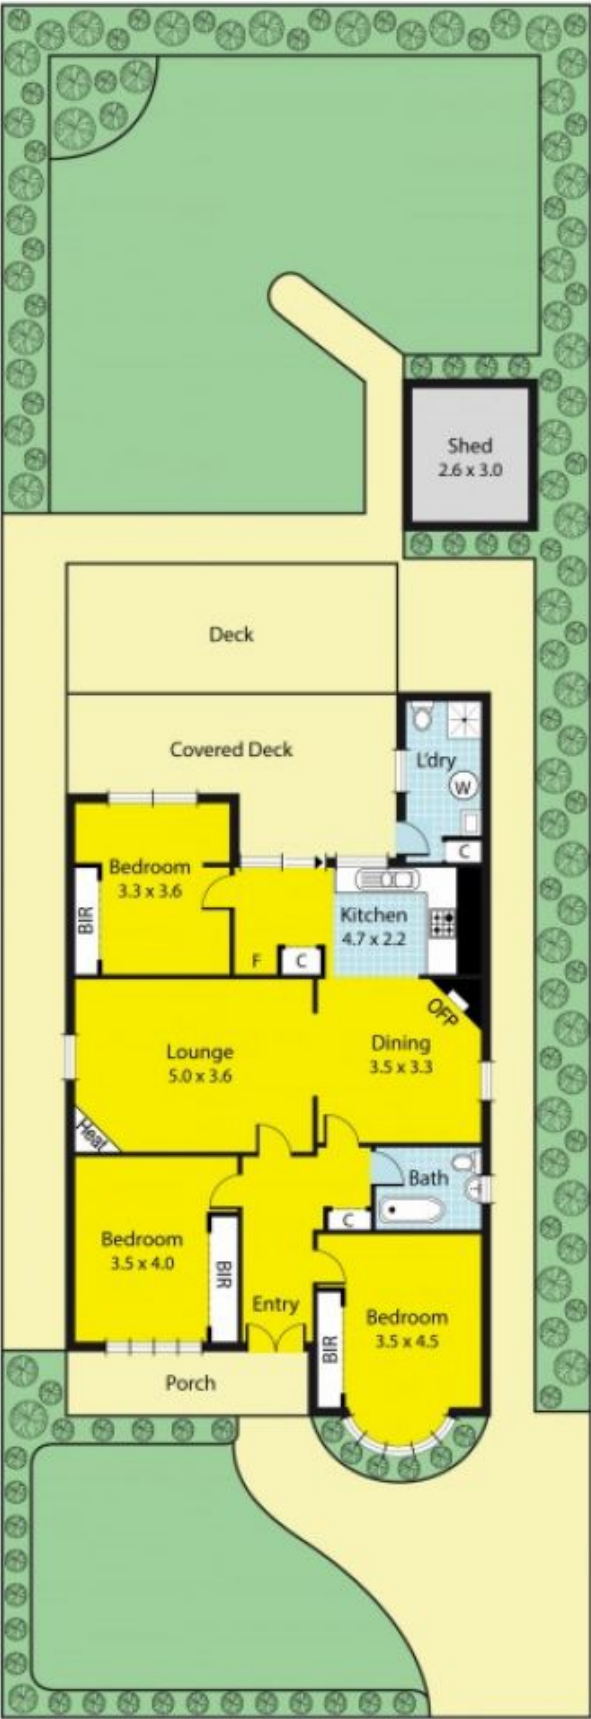 Shed
2.6 x 3.0
Deck
Covered Deck
L'dry
W
C
Bedroom
3.3 x 3.6
BIR
Kitchen
4.7 x 2.2
F
C
OFP
Lounge
5.0 x 3.6
Dining
3.5 x 3.3
Heat
Bath
C
Bedroom
3.5 x 4.0
BIR
Entry
Bedroom
3.5 x 4.5
BIR
Porch